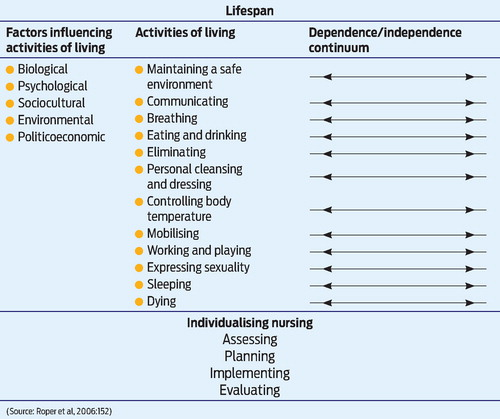 Lifespan
Factors influencing
activities of living
Biological
Psychological
Sociocultural
Environmental
Politicoeconomic
Activities of living
Maintaining a safe
environment
Communicating
Breathing
Eating and drinking
Eliminating
Personal cleansing
and dressing
Controlling body
temperature
Mobilising
Working and playing
Expressing sexuality
Sleeping
Dying
Dependence/independence
continuum
Individualising nursing
Assessing
Planning
Implementing
Evaluating
(Source: Roper et al, 2006:152)